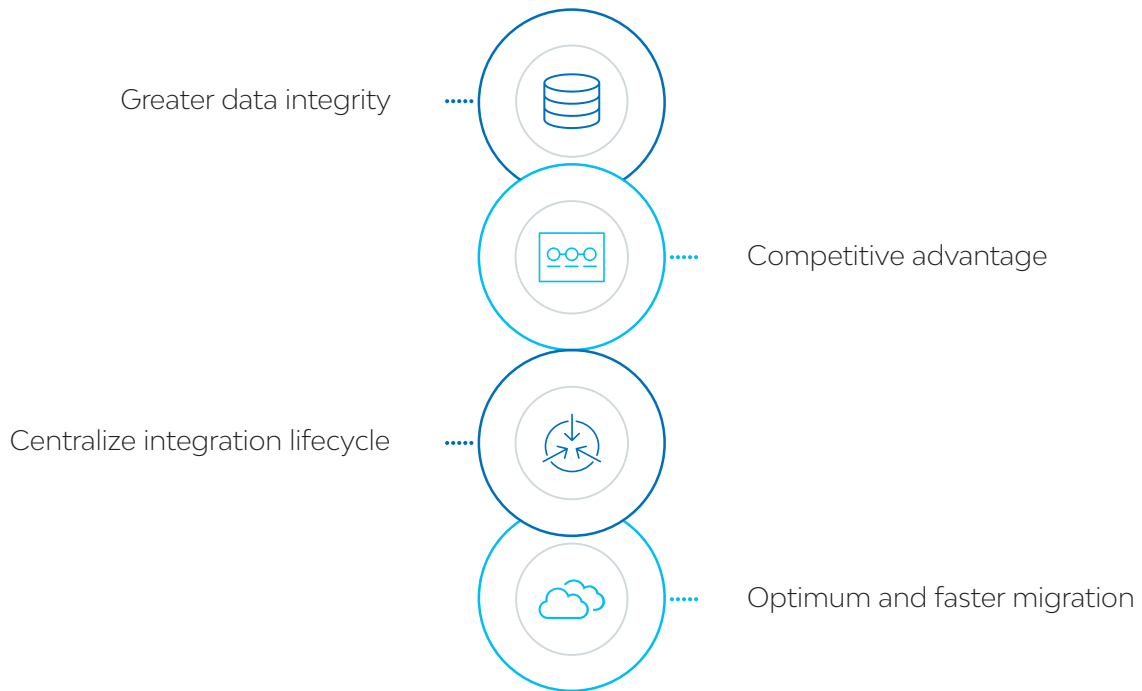 Greater data integrity
Competitive advantage
Centralize integration lifecycle
Optimum and faster migration